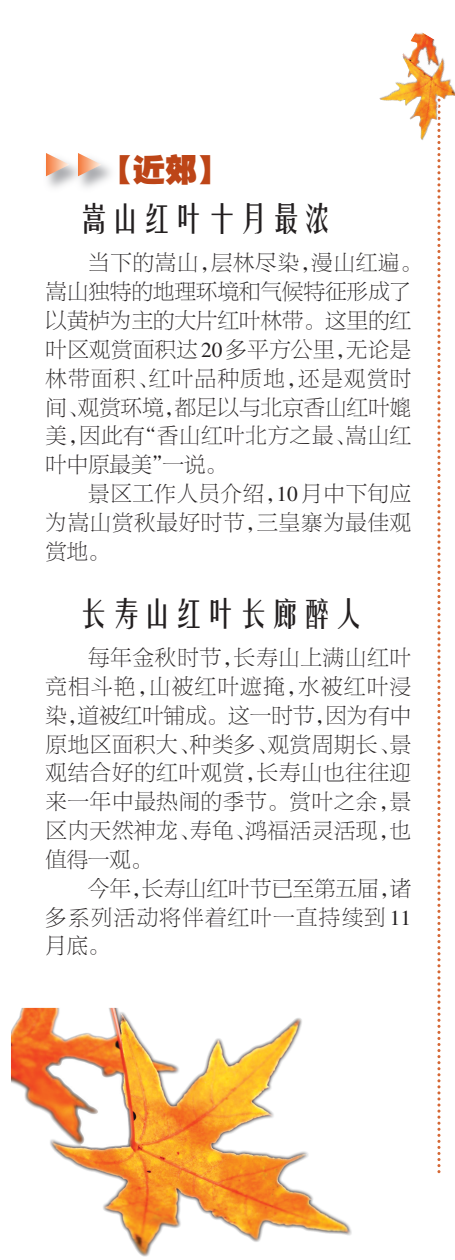 【近郊】
嵩山红叶十月最浓
当下的嵩山，层林尽染，漫山红遍。
嵩山独特的地理环境和气候特征形成了
以黄栌为主的大片红叶林带。这里的红
叶区观赏面积达20多平方公里，无论是
林带面积、红叶品种质地，还是观赏时
间、观赏环境，都足以与北京香山红叶媲
美，因此有“香山红叶北方之最、嵩山红
叶中原最美”一说。
景区工作人员介绍，10月中下旬应
为嵩山赏秋最好时节，三皇寨为最佳观
赏地。
长寿山红叶长廊醉人
每年金秋时节，长寿山上满山红叶
竞相斗艳，山被红叶遮掩，水被红叶浸
染，道被红叶铺成。这一时节，因为有中
原地区面积大、种类多、观赏周期长、景
观结合好的红叶观赏，长寿山也往往迎
来一年中最热闹的季节。赏叶之余，景
区内天然神龙、寿龟、鸿福活灵活现，也
值得一观。
今年，长寿山红叶节已至第五届，诸
多系列活动将伴着红叶一直持续到11
月底。